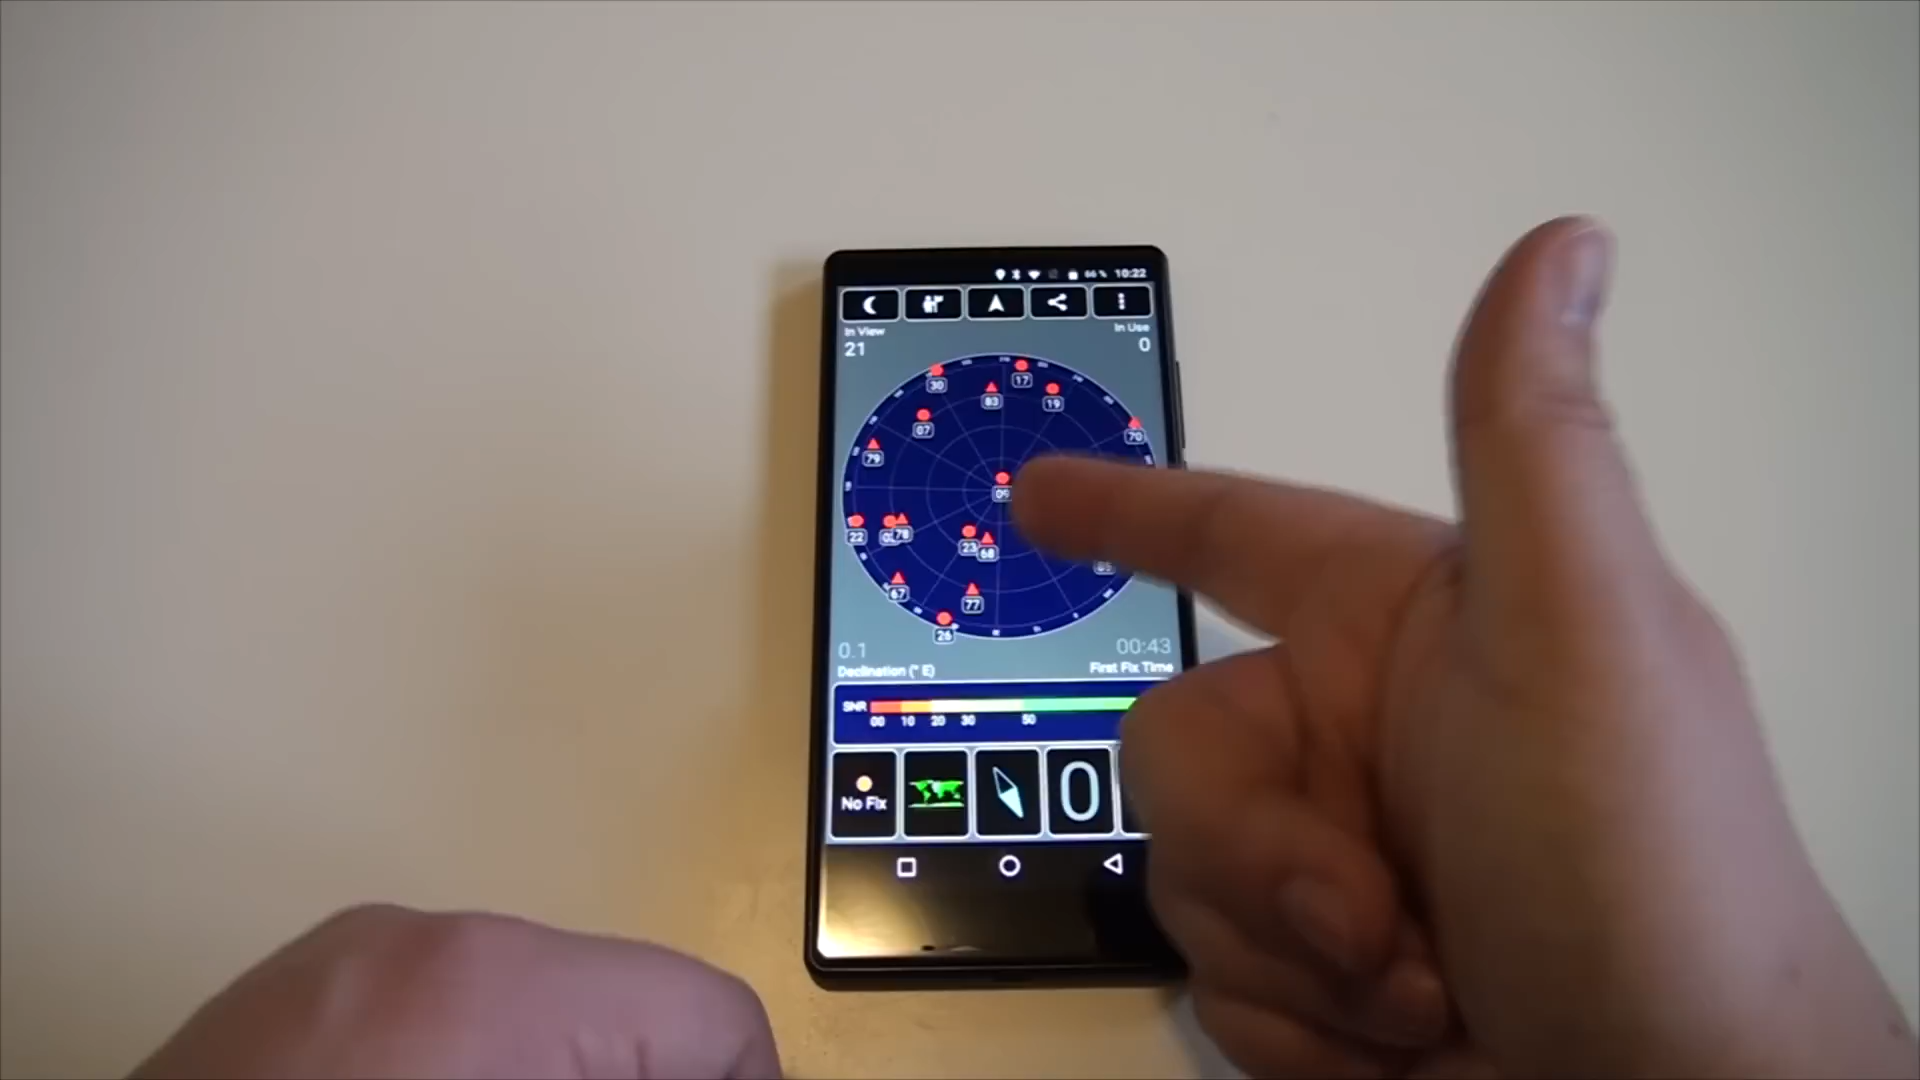 66 % 10:22
In View
In Use
21
0
30
17
83
19
07
70
79
09
22
78
23
68
67
77
26
0.1
00:43
Declination (° E)
First Fix Time
SNR
00 10 20 30 50
No Fix
0